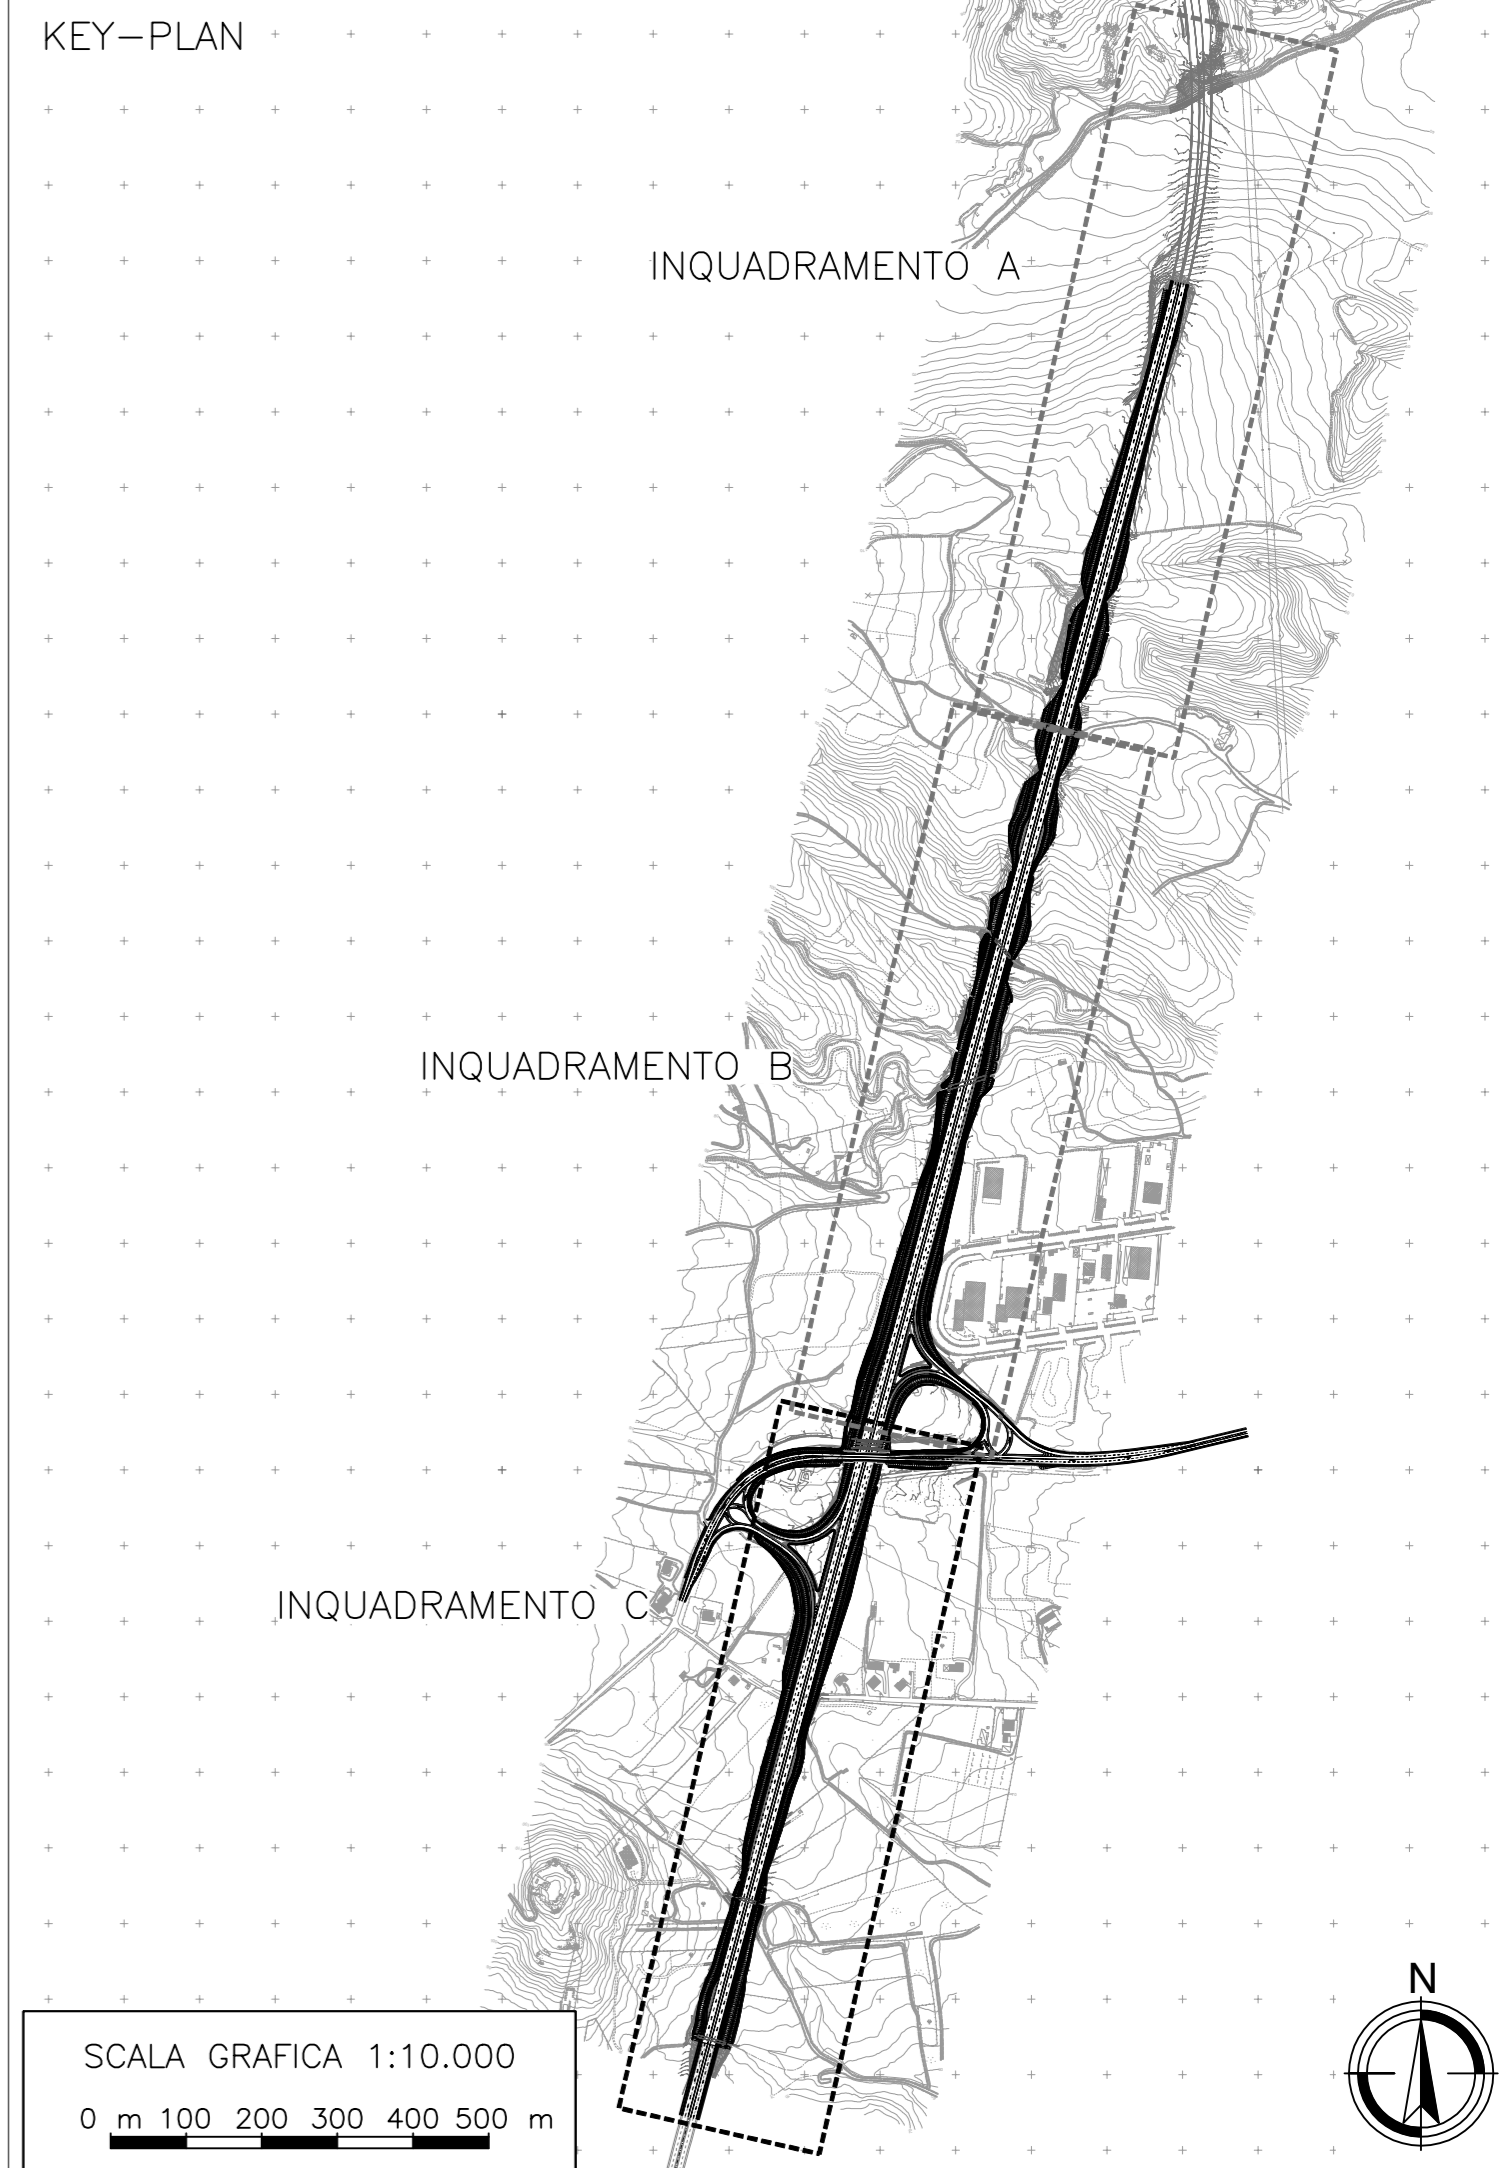 KEY-PLAN
INQUADRAMENTO A
INQUADRAMENTO B
INQUADRAMENTO C
N
SCALA GRAFICA 1:10.000
0 m 100 200 300 400 500 m